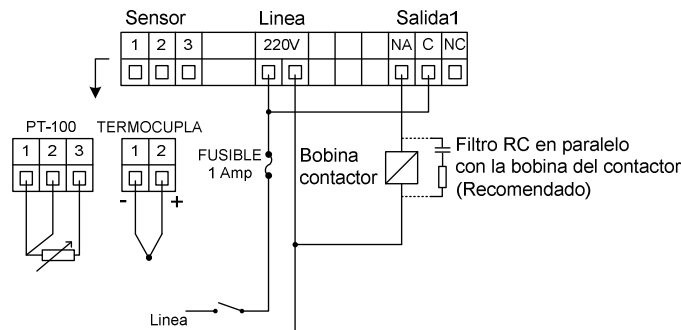 Sensor Linea Salida1
1 2 3 220V NA C NC
PT-100 TERMOCUPLA
1 2 3 1 2
- +
FUSIBLE
1 Amp
Bobina
contactor
Filtro RC en paralelo
con la bobina del contactor
(Recomendado)
Linea